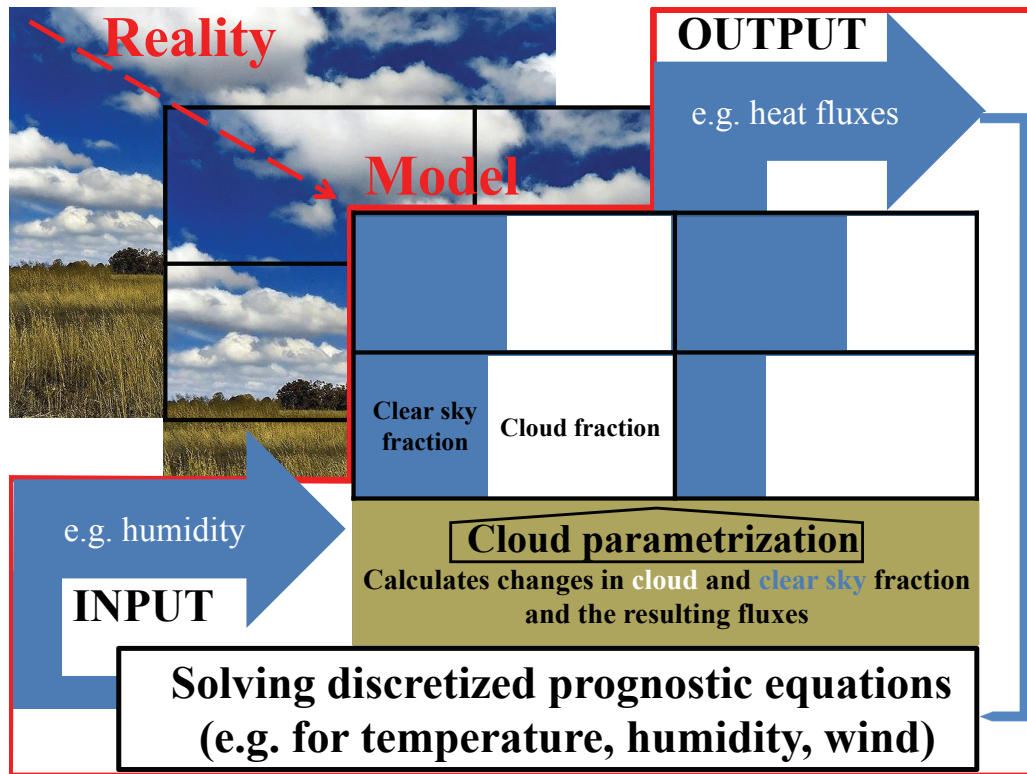 Reality
OUTPUT
e.g. heat fluxes
Model
Clear sky
fraction
Cloud fraction
e.g. humidity
INPUT
Cloud parametrization
Calculates changes in cloud and clear sky fraction
and the resulting fluxes
Solving discretized prognostic equations
(e.g. for temperature, humidity, wind)